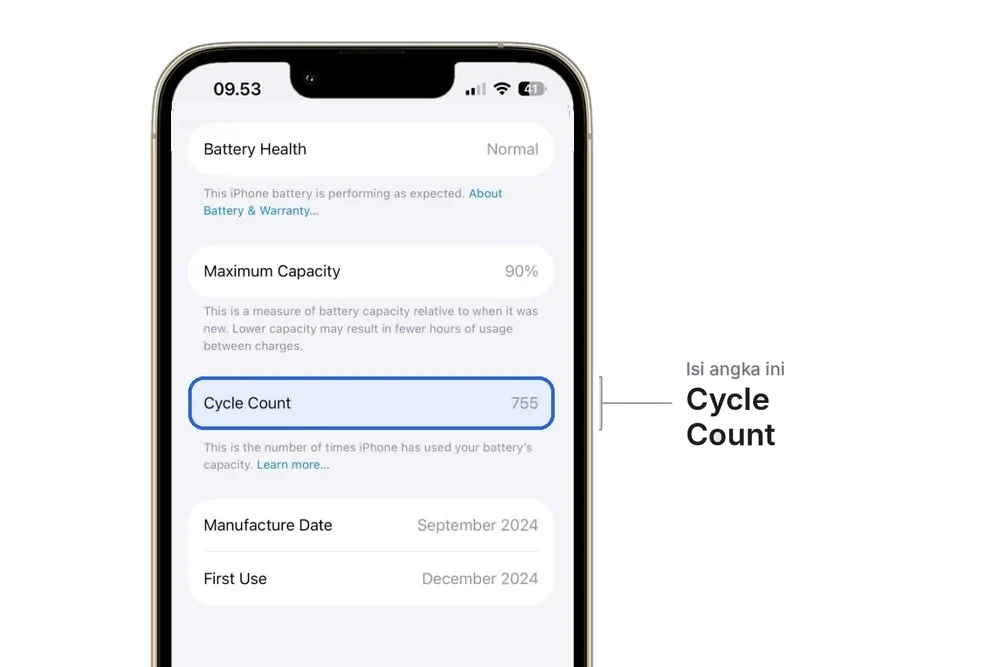 09.53
41
Battery Health Normal
This iPhone battery is performing as expected. About
Battery & Warranty...
Maximum Capacity 90%
This is a measure of battery capacity relative to when it was
new. Lower capacity may result in fewer hours of usage
between charges.
Cycle Count 755
This is the number of times iPhone has used your battery's
capacity. Learn more...
Manufacture Date September 2024
First Use December 2024
Isi angka ini
Cycle
Count